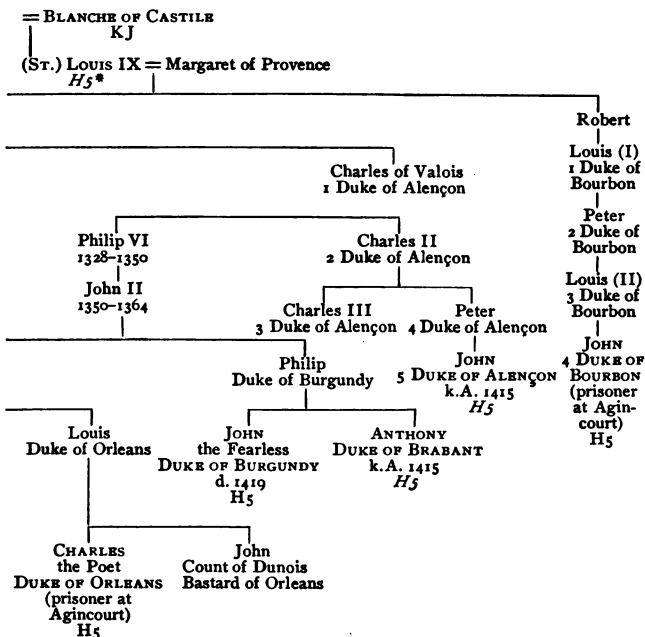 = BLANCHE OF CASTILE
KJ
(ST.) LOUIS IX = Margaret of Provence
H5*
Robert
Louis (I)
1 Duke of
Bourbon
Charles of Valois
1 Duke of Alençon
Peter
2 Duke of
Bourbon
Philip VI
1328–1350
Charles II
2 Duke of Alençon
Louis (II)
3 Duke of
Bourbon
John II
1350–1364
Charles III
3 Duke of Alençon
Peter
4 Duke of Alençon
JOHN
4 DUKE OF
BOURBON
(prisoner
at Agin-
court)
H5
Philip
Duke of Burgundy
JOHN
5 DUKE OF ALENÇON
k.A. 1415
H5
Louis
Duke of Orleans
JOHN
the Fearless
DUKE OF BURGUNDY
d. 1419
H5
ANTHONY
DUKE OF BRABANT
k.A. 1415
H5
CHARLES
the Poet
DUKE OF ORLEANS
(prisoner at
Agincourt)
H5
John
Count of Dunois
Bastard of Orleans